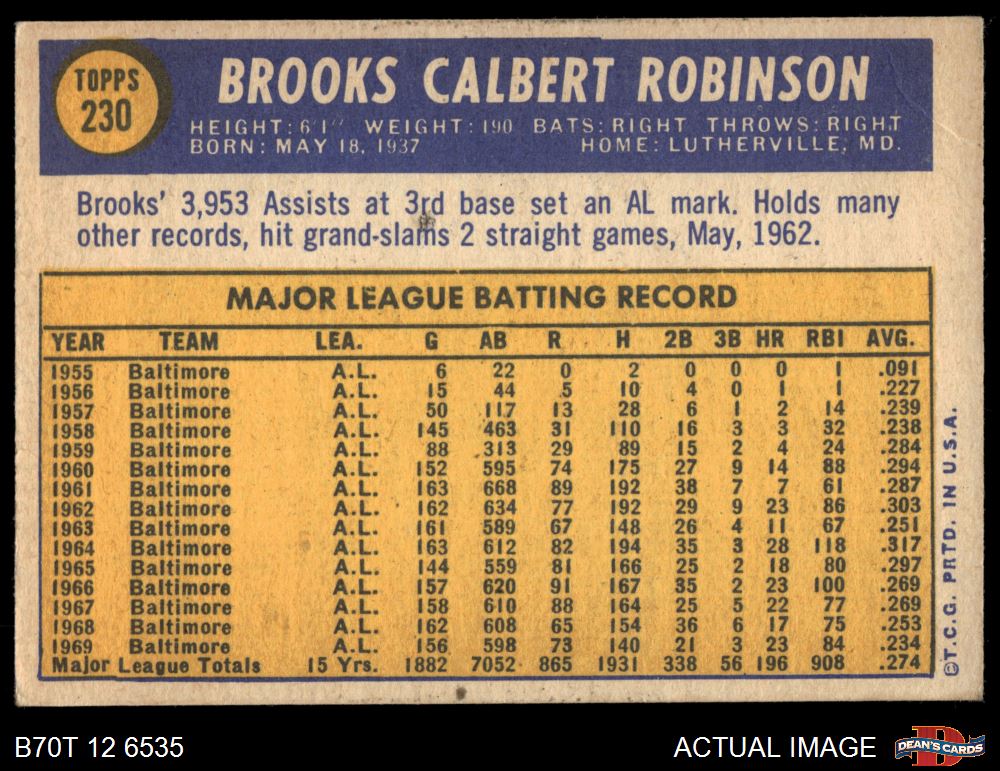 TOPPS
230
BROOKS CALBERT ROBINSON
HEIGHT: 6'1" WEIGHT: 190 BATS: RIGHT THROWS: RIGHT
BORN: MAY 18, 1937 HOME: LUTHERVILLE, MD.
Brooks' 3,953 Assists at 3rd base set an AL mark. Holds many
other records, hit grand-slams 2 straight games, May, 1962.
MAJOR LEAGUE BATTING RECORD
YEAR TEAM LEA. G AB R H 2B 3B HR RBI AVG.
1955 Baltimore A.L. 6 22 0 2 0 0 0 1 .091
1956 Baltimore A.L. 15 44 5 10 4 0 1 1 .227
1957 Baltimore A.L. 50 117 13 28 6 1 2 14 .239
1958 Baltimore A.L. 145 463 31 110 16 3 3 32 .238
1959 Baltimore A.L. 88 313 29 89 15 2 4 24 .284
1960 Baltimore A.L. 152 595 74 175 27 9 14 88 .294
1961 Baltimore A.L. 163 668 89 192 38 7 7 61 .287
1962 Baltimore A.L. 162 634 77 192 29 9 23 86 .303
1963 Baltimore A.L. 161 589 67 148 26 4 11 67 .251
1964 Baltimore A.L. 163 612 82 194 35 3 28 118 .317
1965 Baltimore A.L. 144 559 81 166 25 2 18 80 .297
1966 Baltimore A.L. 157 620 91 167 35 2 23 100 .269
1967 Baltimore A.L. 158 610 88 164 25 5 22 77 .269
1968 Baltimore A.L. 162 608 65 154 36 6 17 75 .253
1969 Baltimore A.L. 156 598 73 140 21 3 23 84 .234
Major League Totals 15 Yrs. 1882 7052 865 1931 338 56 196 908 .274
©T.C.G. PRTD. IN U.S.A.
B70T 12 6535
ACTUAL IMAGE
DEAN'S CARDS